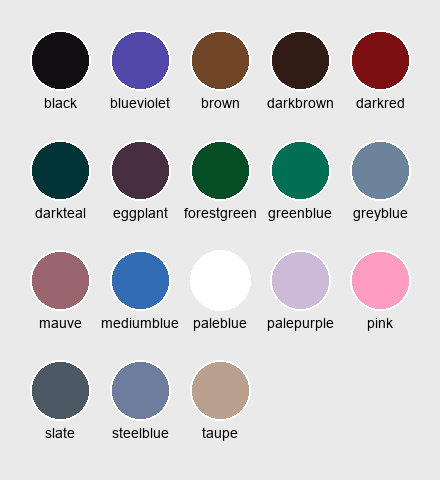 black blueviolet brown darkbrown darkred
darkteal eggplant forestgreen greenblue greyblue
mauve mediumblue paleblue palepurple pink
slate steelblue taupe